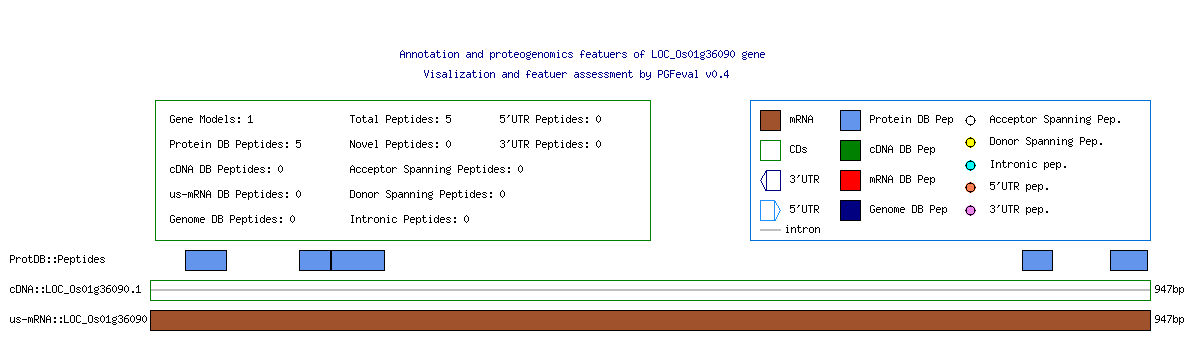 Annotation and proteogenomics featuers of LOC_Os01g36090 gene
Visalization and featuer assessment by PGFeval v0.4
Gene Models: 1 Total Peptides: 5 5'UTR Peptides: 0
Protein DB Peptides: 5 Novel Peptides: 0 3'UTR Peptides: 0
cDNA DB Peptides: 0 Acceptor Spanning Peptides: 0
us-mRNA DB Peptides: 0 Donor Spanning Peptides: 0
Genome DB Peptides: 0 Intronic Peptides: 0
mRNA Protein DB Pep Acceptor Spanning Pep.
CDs cDNA DB Pep Donor Spanning Pep.
3'UTR mRNA DB Pep Intronic pep.
5'UTR Genome DB Pep 5'UTR pep.
intron 3'UTR pep.
ProtDB::Peptides
cDNA::LOC_Os01g36090.1 947bp
us-mRNA::LOC_Os01g36090 947bp